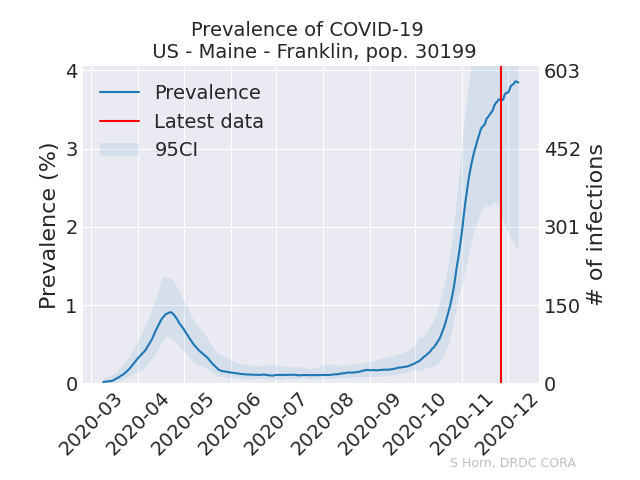 Prevalence of COVID-19
US - Maine - Franklin, pop. 30199
Prevalence
Latest data
95CI
Prevalence (%)
4
3
2
1
0
603
452
301
150
0
# of infections
2020-03
2020-04
2020-05
2020-06
2020-07
2020-08
2020-09
2020-10
2020-11
2020-12
S Horn, DRDC CORA